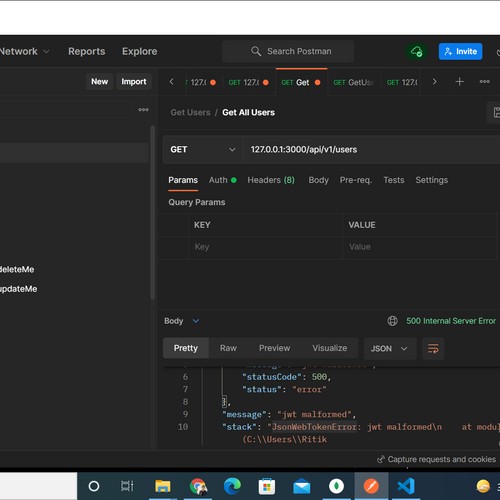 Network Reports Explore Search Postman Invite
New Import 127.( GET 127.( GET Get GET GetUs GET 127.(
Get Users / Get All Users
GET 127.0.0.1:3000/api/v1/users
Params Auth Headers (8) Body Pre-req. Tests Settings
Query Params
KEY VALUE
Key Value
deleteMe
updateMe
Body 500 Internal Server Error
Pretty Raw Preview Visualize JSON
6 "statusCode": 500,
7 "status": "error"
8 },
9 "message": "jwt malformed",
10 "stack": "JsonWebTokenError: jwt malformed\n    at modul
(C:\\Users\\Ritik
Capture requests and cookies